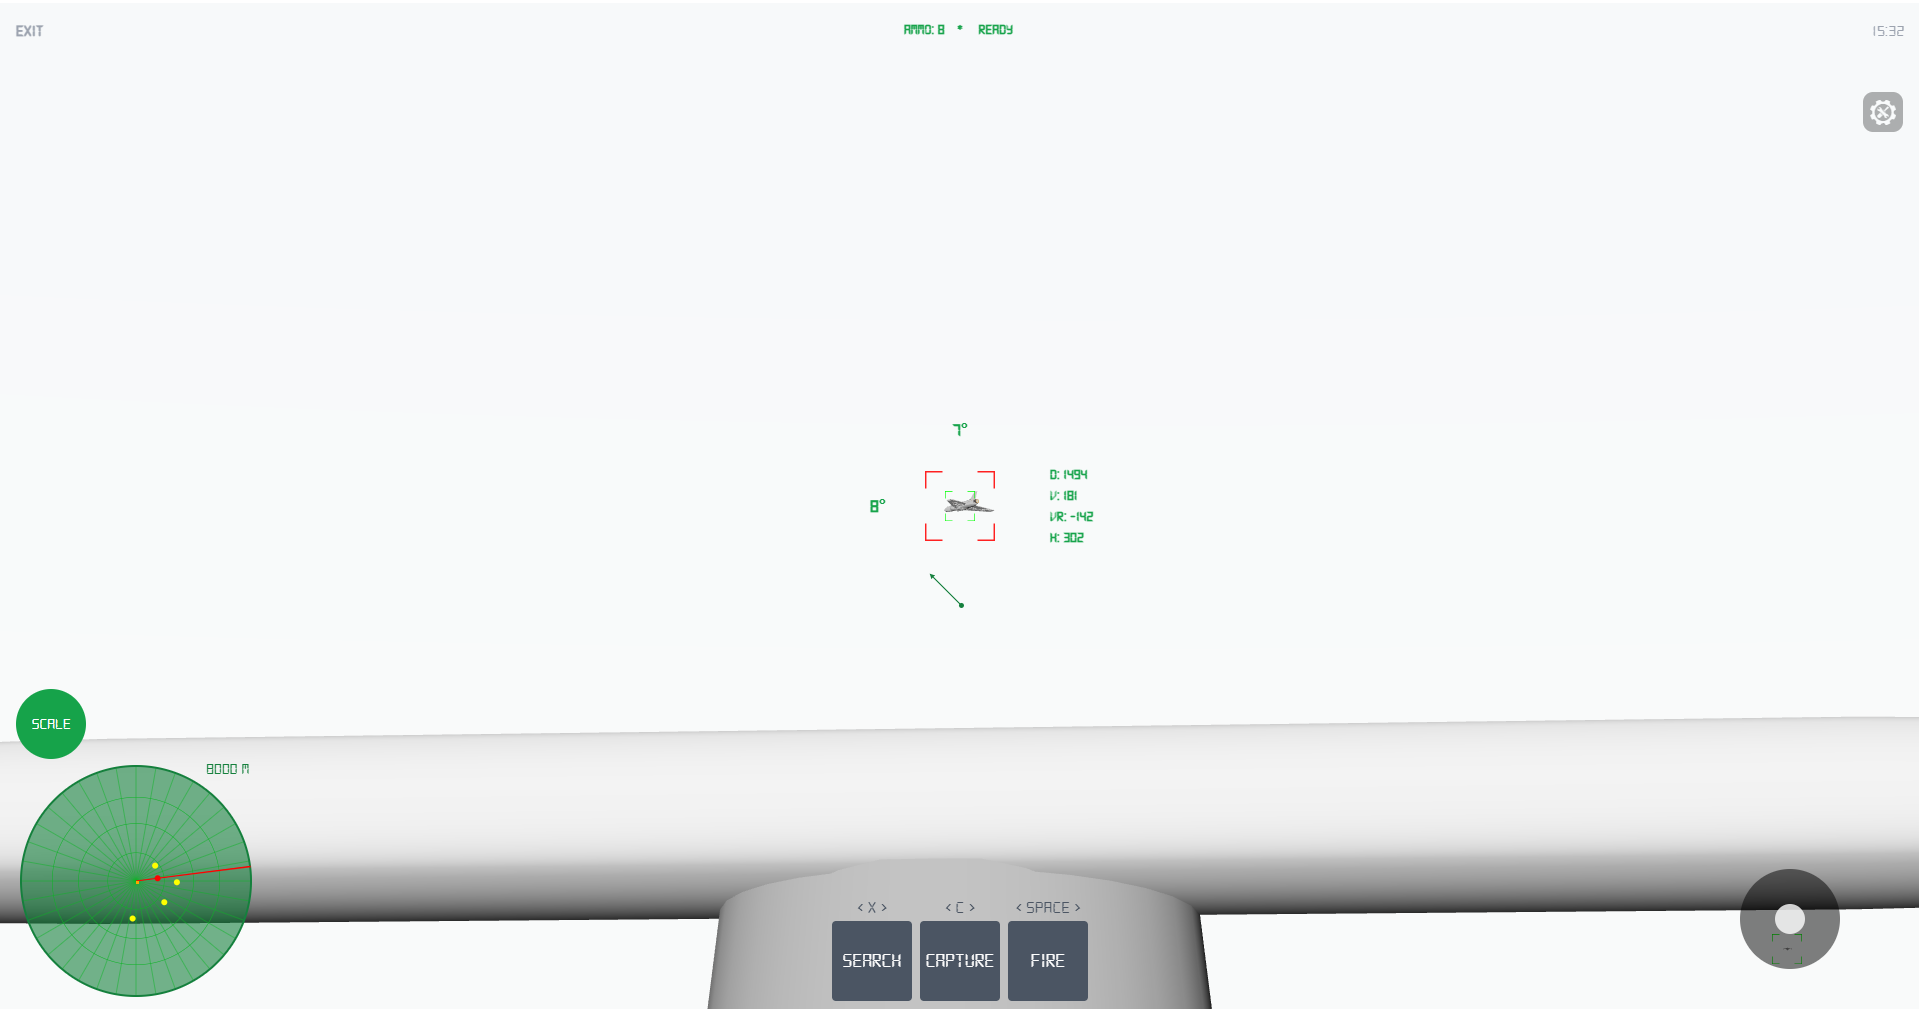 EXIT
AMMO: 8 * READY
15:32
7°
8°
D: 1494
V: 181
VR: -142
H: 302
SCALE
8000 M
< X >
< C >
< SPACE >
SEARCH
CAPTURE
FIRE